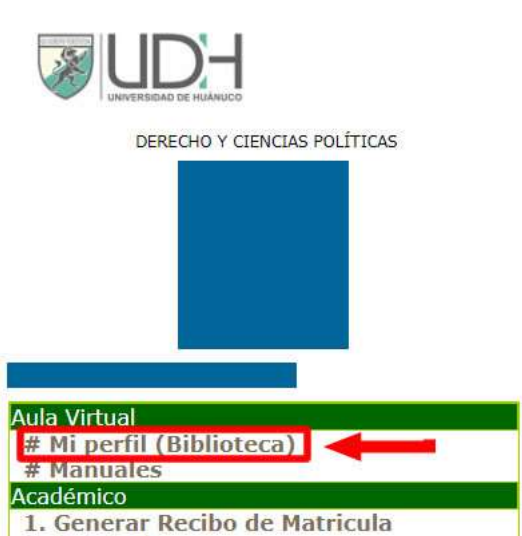 UDH
UNIVERSIDAD DE HUÁNUCO
DERECHO Y CIENCIAS POLÍTICAS
Aula Virtual
# Mi perfil (Biblioteca)
# Manuales
Académico
1. Generar Recibo de Matricula